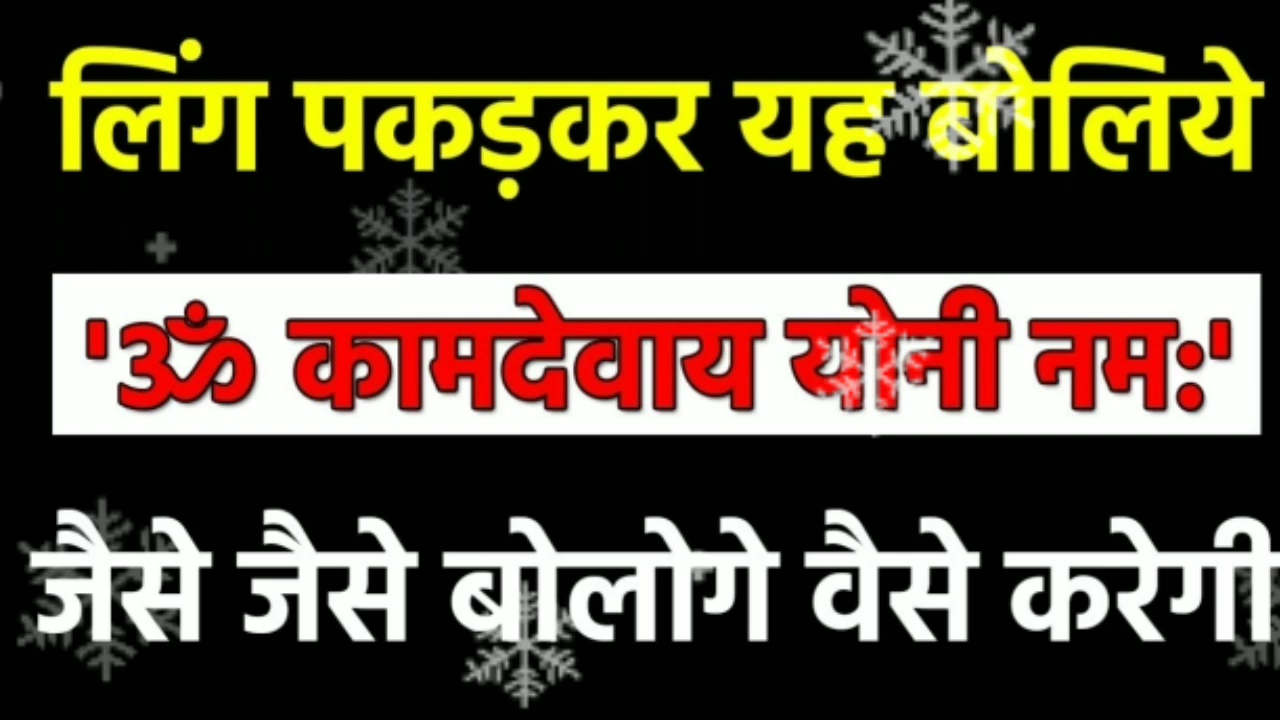 लिंग पकड़कर यह बोलिये
'ॐ कामदेवाय योनी नमः'
जैसे जैसे बोलोगे वैसे करेगी